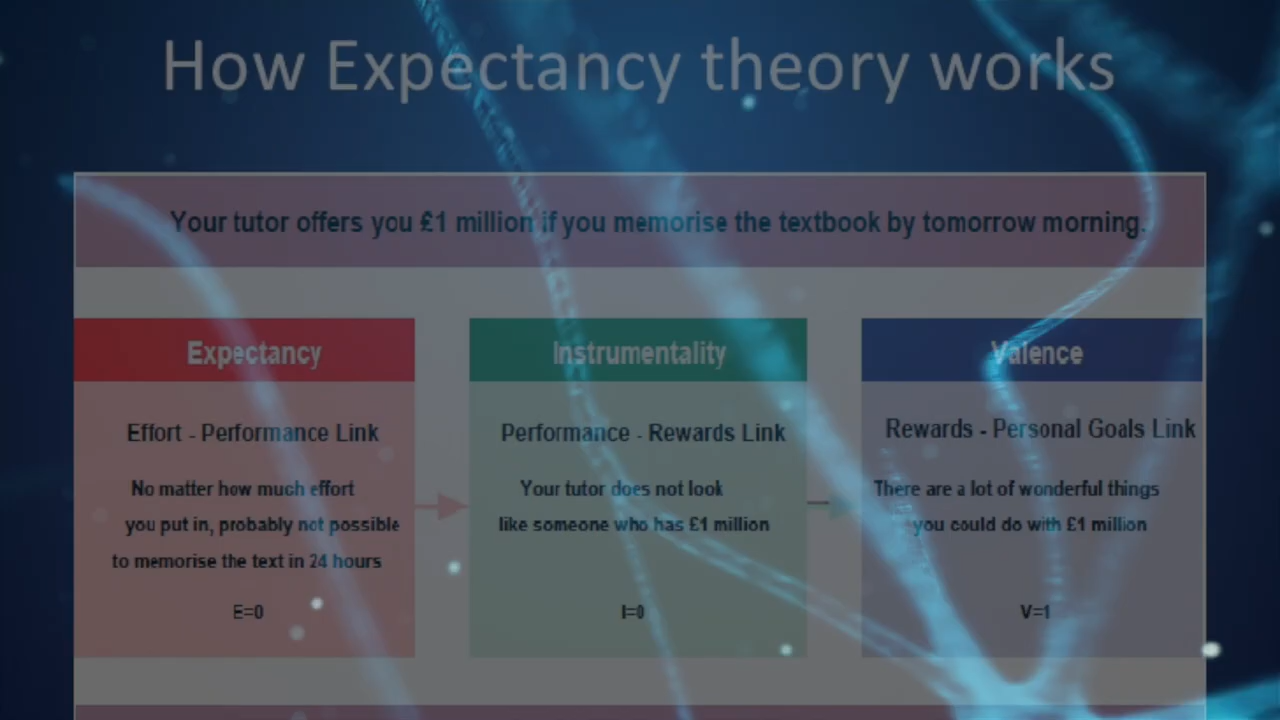 How Expectancy theory works
Your tutor offers you £1 million if you memorise the textbook by tomorrow morning.
Expectancy
Effort - Performance Link
No matter how much effort
you put in, probably not possible
to memorise the text in 24 hours
E=0
Instrumentality
Performance - Rewards Link
Your tutor does not look
like someone who has £1 million
I=0
Valence
Rewards - Personal Goals Link
There are a lot of wonderful things
you could do with £1 million
V=1